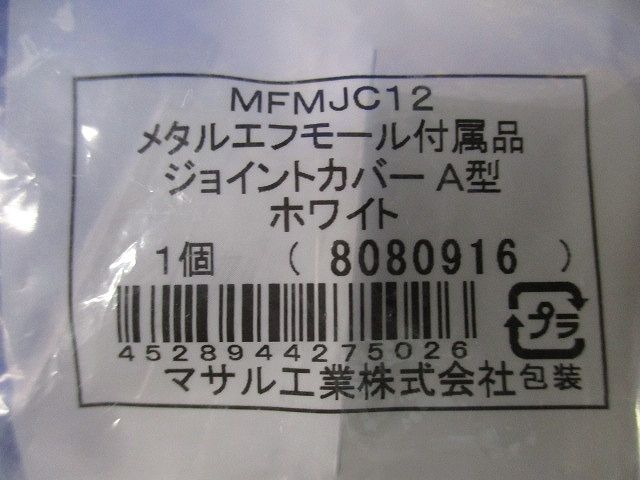 MFMJC12
メタルエフモール付属品
ジョイントカバー A型
ホワイト
1個 ( 8080916 )
4528944275026
プラ
マサル工業株式会社 包装